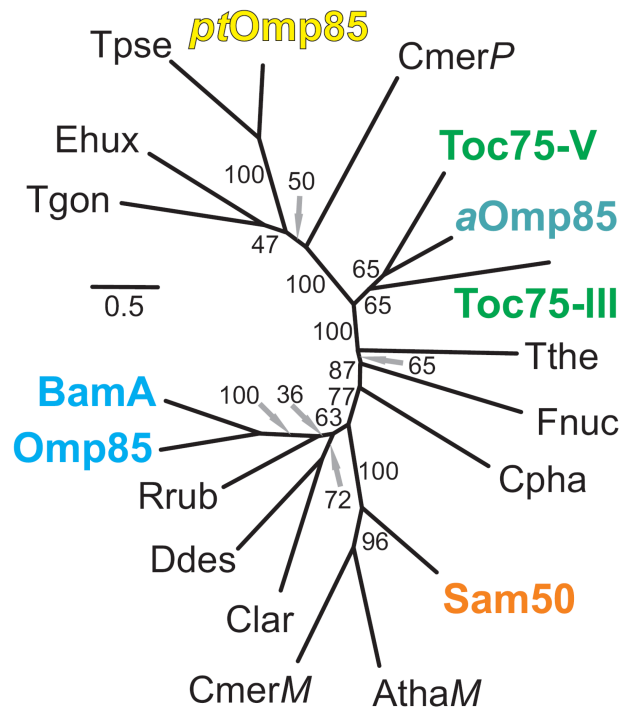 Tpse
ptOmp85
CmerP
Ehux
Toc75-V
100
50
Tgon
aOmp85
47
65
100
65
0.5
Toc75-III
100
Tthe
65
87
BamA
100
36
77
63
Fnuc
Omp85
Cpha
Rrub
100
72
Ddes
96
Sam50
Clar
CmerM
AthaM